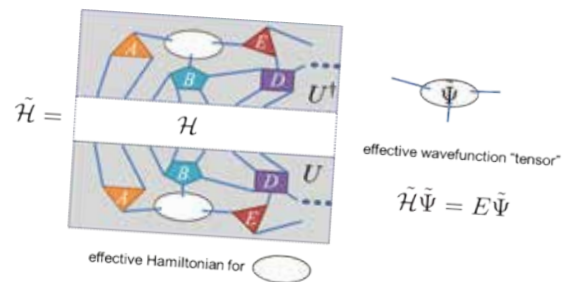 A E
B D U†
H̃ = H Ψ̃
effective wavefunction "tensor"
B D U
A E H̃Ψ̃ = EΨ̃
effective Hamiltonian for